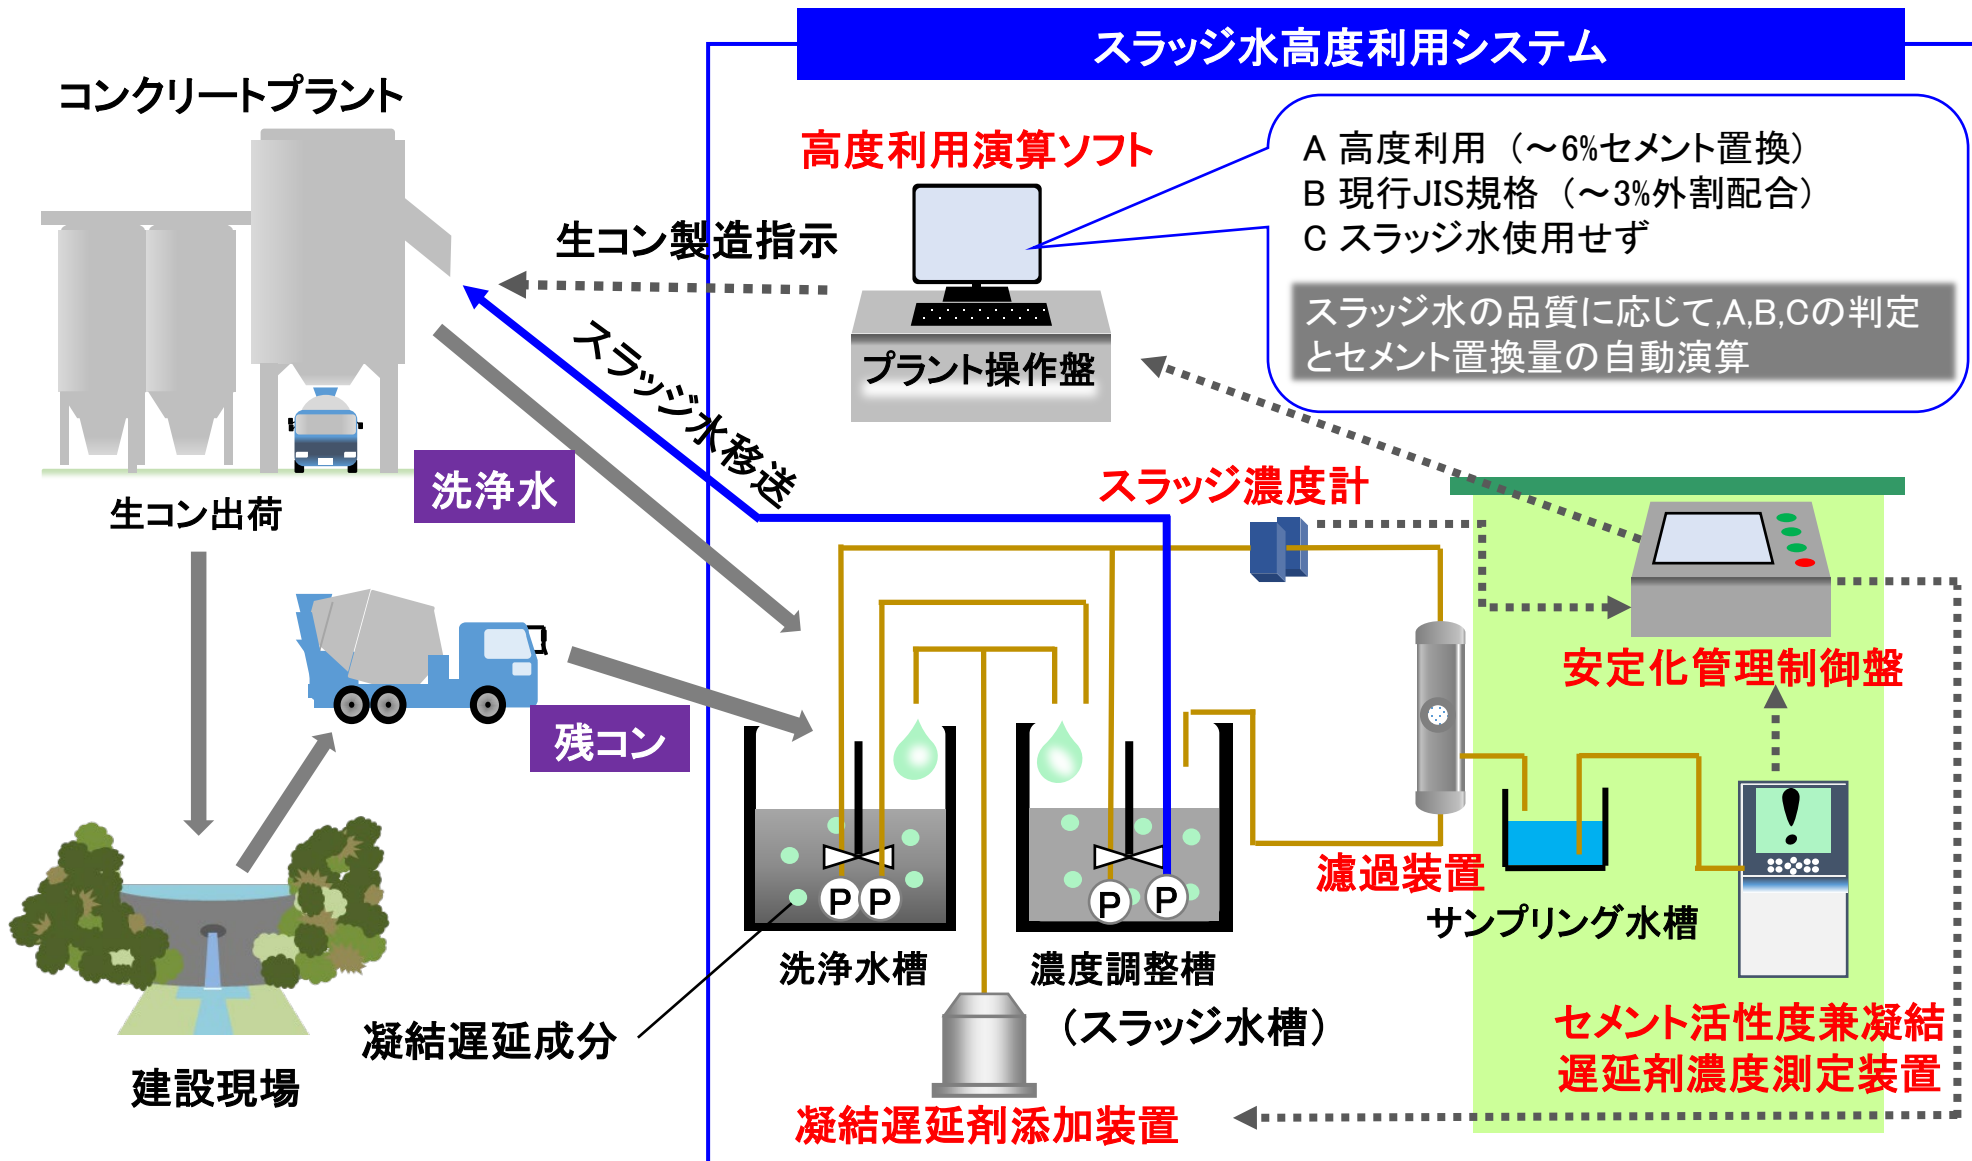 スラッジ水高度利用システム
コンクリートプラント
高度利用演算ソフト
A 高度利用（～6%セメント置換）
B 現行JIS規格（～3%外割配合）
C スラッジ水使用せず
スラッジ水の品質に応じて,A,B,Cの判定
とセメント置換量の自動演算
生コン製造指示
プラント操作盤
スラッジ水移送
洗浄水
スラッジ濃度計
生コン出荷
安定化管理制御盤
残コン
濾過装置
P
P
P
P
サンプリング水槽
洗浄水槽
濃度調整槽
（スラッジ水槽）
凝結遅延成分
セメント活性度兼凝結
遅延剤濃度測定装置
建設現場
凝結遅延剤添加装置